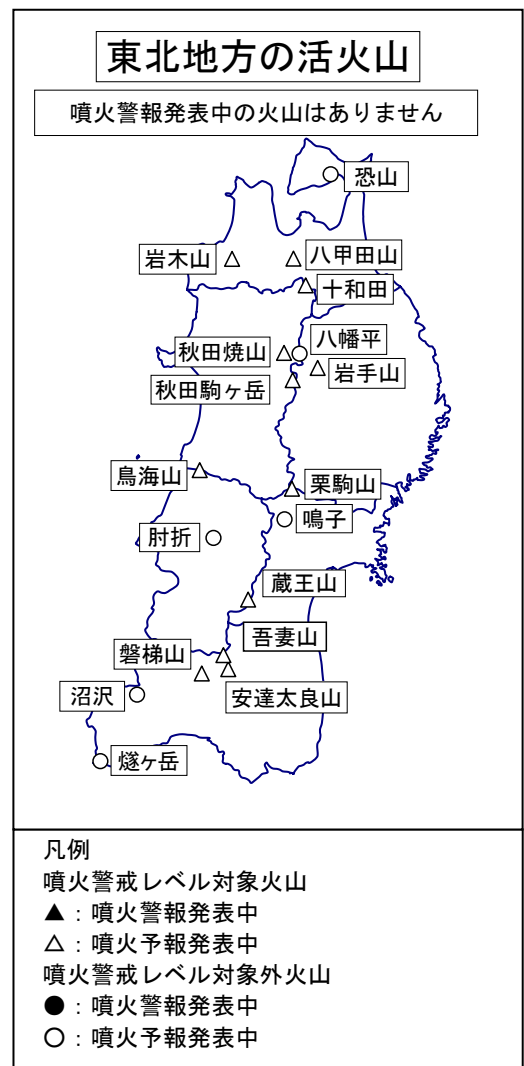 東北地方の活火山
噴火警報発表中の火山はありません
恐山
岩木山
八甲田山
十和田
八幡平
秋田焼山
岩手山
秋田駒ヶ岳
鳥海山
栗駒山
鳴子
肘折
蔵王山
吾妻山
磐梯山
沼沢
安達太良山
燧ヶ岳
凡例
噴火警戒レベル対象火山
▲：噴火警報発表中
△：噴火予報発表中
噴火警戒レベル対象外火山
●：噴火警報発表中
○：噴火予報発表中